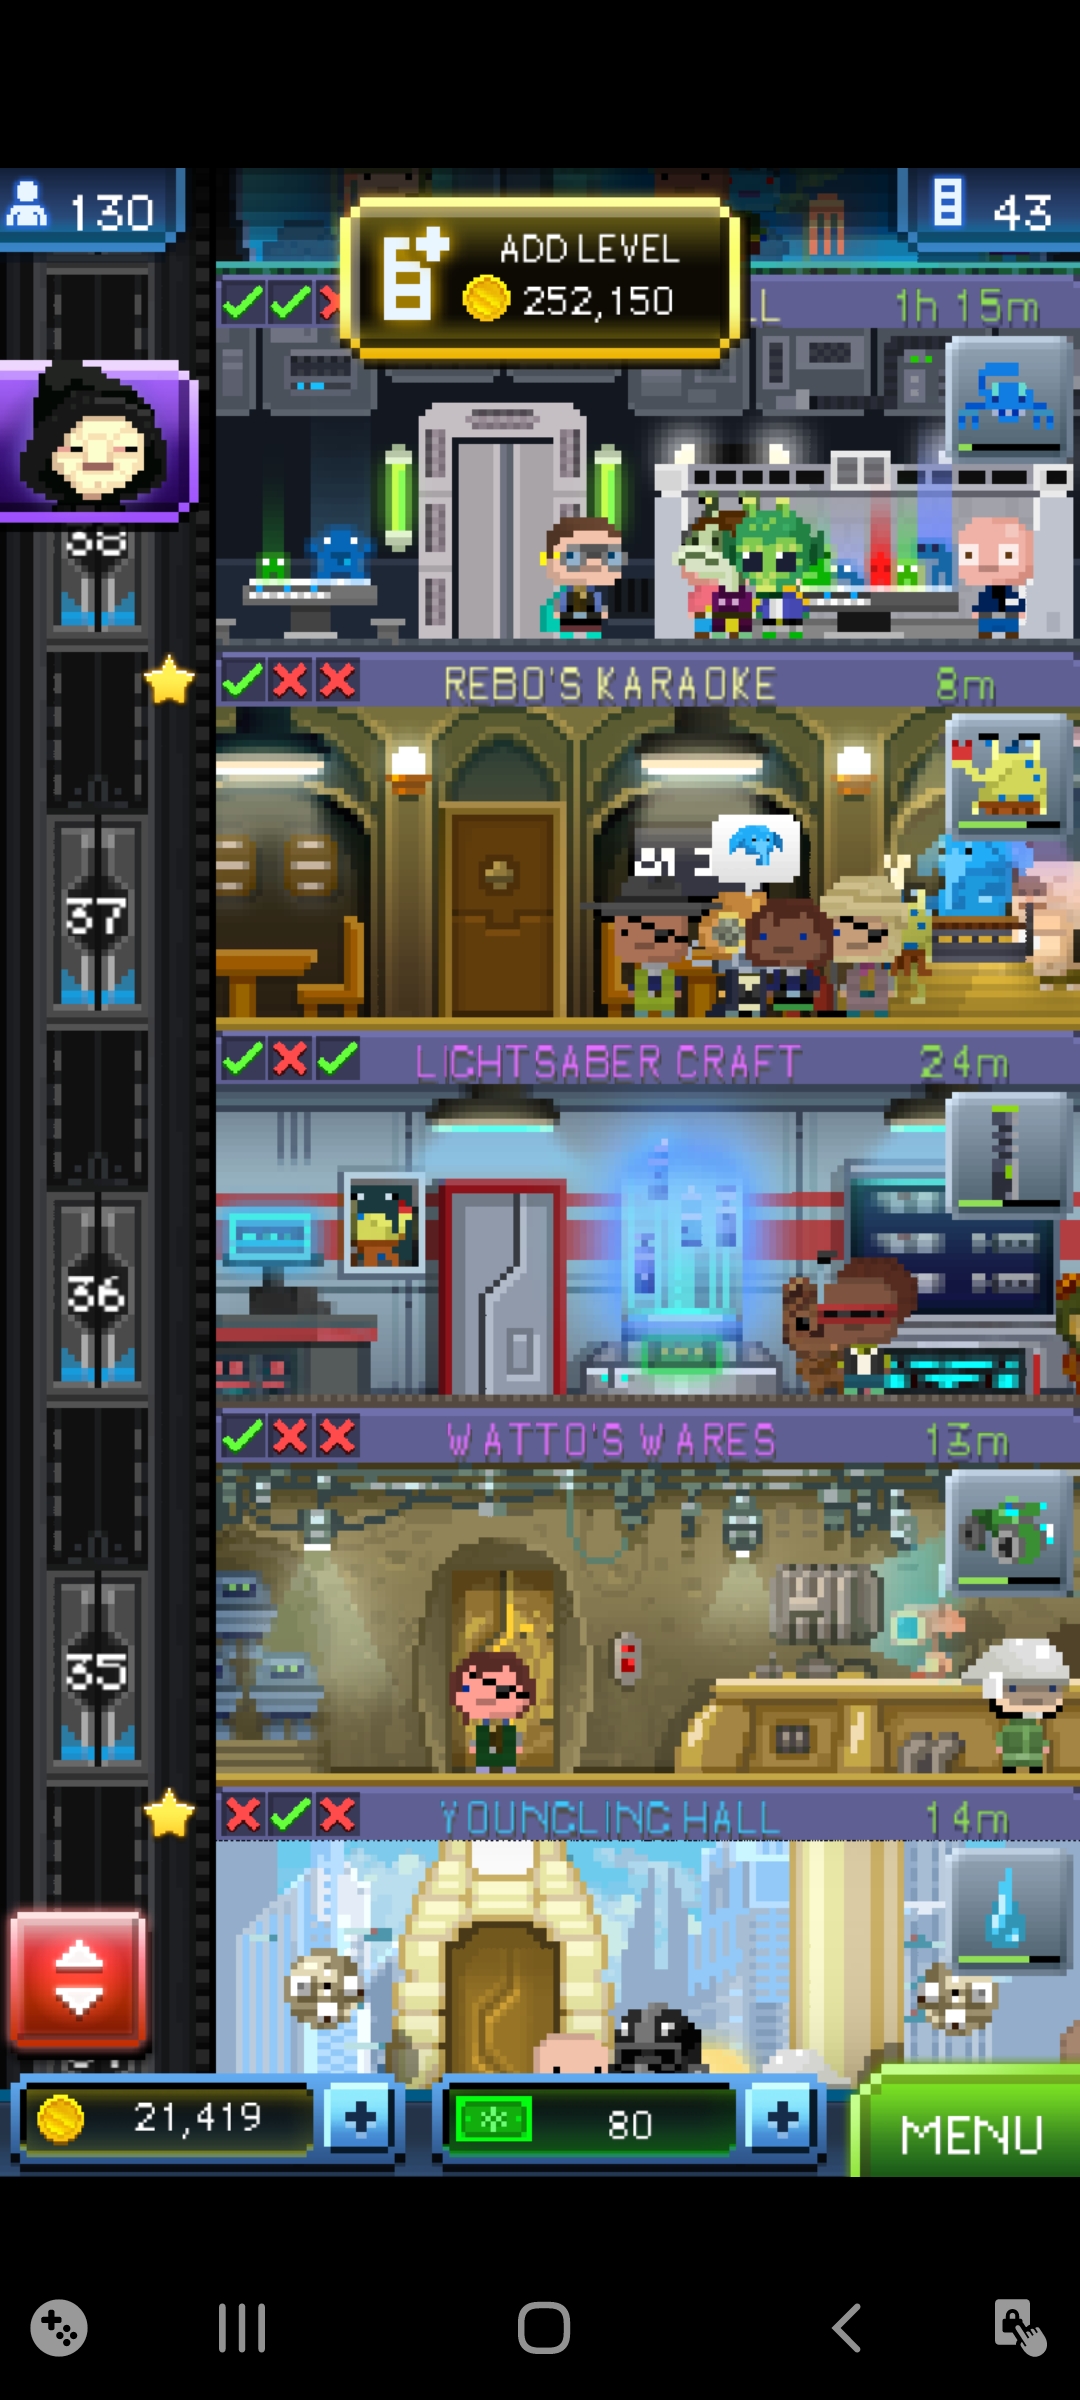 130
ADD LEVEL
252,150
43
LL
1h 15m
38
REBO'S KARAOKE
8m
37
LIGHTSABER CRAFT
24m
36
WATTO'S WARES
13m
35
YOUNGLING HALL
14m
21,419
80
MENU